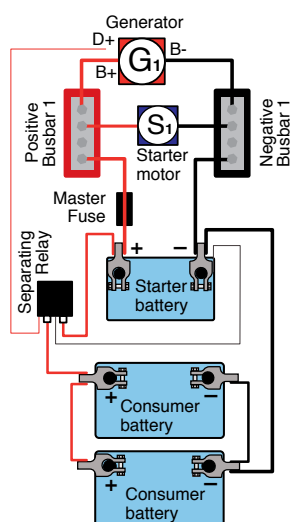 Generator
D+
B-
G1
B+
Positive
Busbar 1
S1
Starter
motor
Negative
Busbar 1
Master
Fuse
+ −
Separating
Relay
Starter
battery
+ −
Consumer
battery
+ −
Consumer
battery